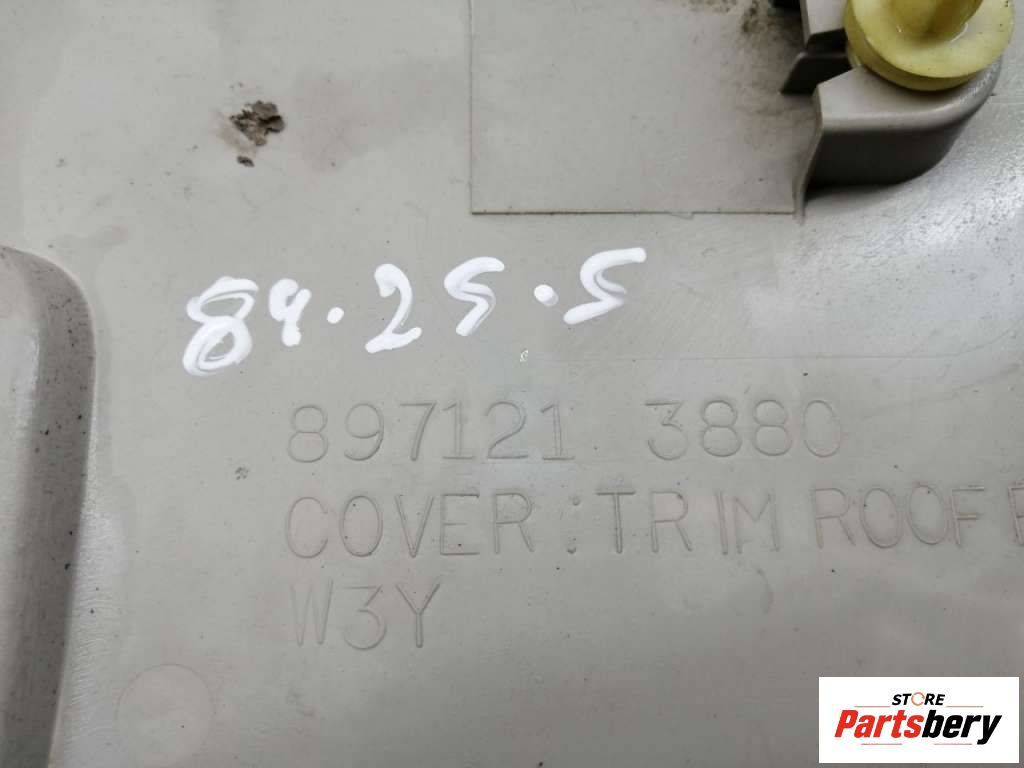 84.25.5
897121 3880
COVER:TRIM ROOF
W3Y
STORE
Partsbery